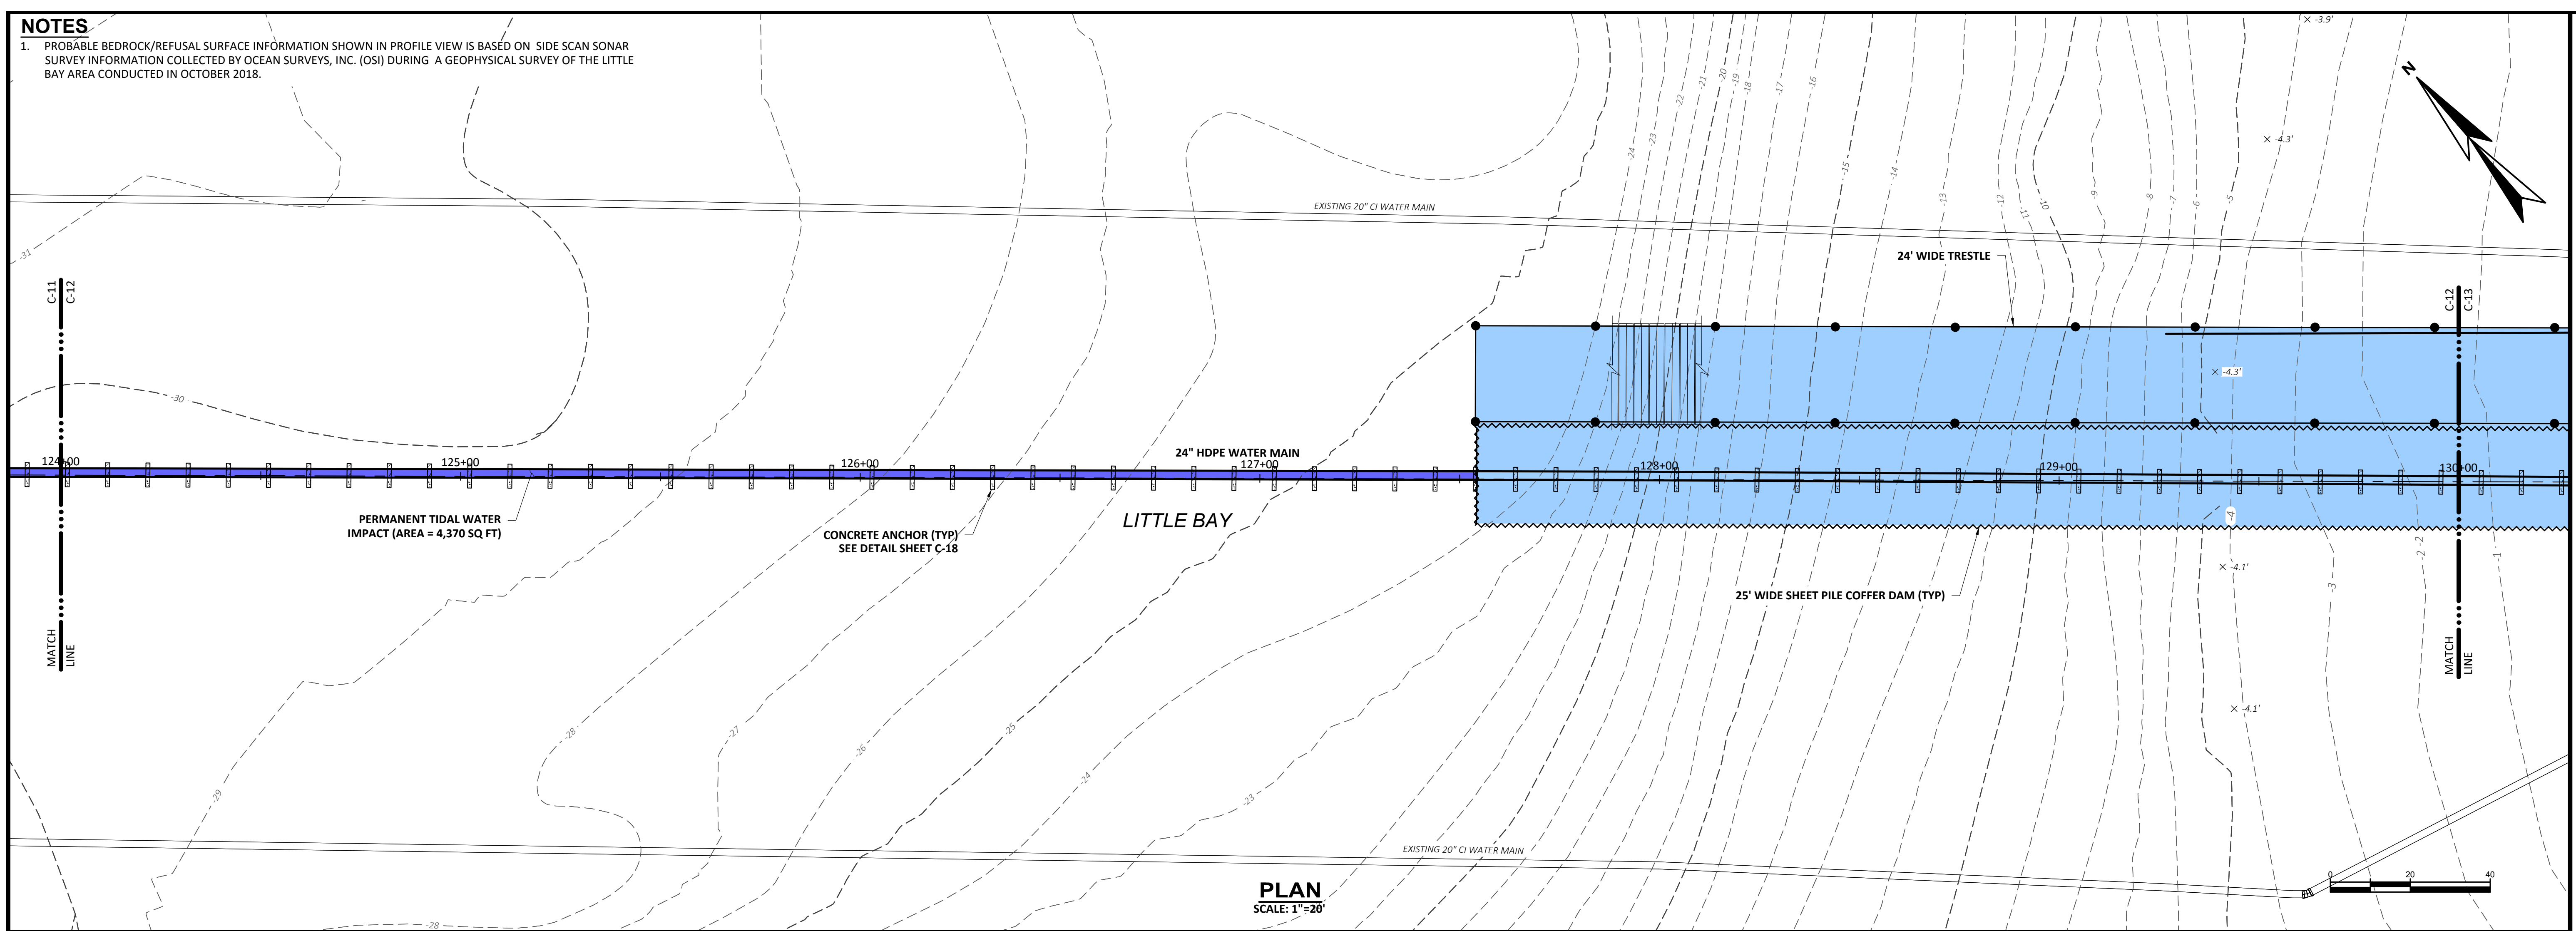 NOTES
1. PROBABLE BEDROCK/REFUSAL SURFACE INFORMATION SHOWN IN PROFILE VIEW IS BASED ON SIDE SCAN SONAR
SURVEY INFORMATION COLLECTED BY OCEAN SURVEYS, INC. (OSI) DURING A GEOPHYSICAL SURVEY OF THE LITTLE
BAY AREA CONDUCTED IN OCTOBER 2018.
× -3.9'
N
-20
-21
-19
-18
-22
-17
-16
-23
-24
× -4.3'
-15
-14
-13
-12
-11
-10
-9
-8
-7
-6
-5
EXISTING 20" CI WATER MAIN
-31
24' WIDE TRESTLE
C-11
C-12
C-12
C-13
× -4.3'
-30
24" HDPE WATER MAIN
124+00
125+00
126+00
127+00
128+00
129+00
130+00
PERMANENT TIDAL WATER
IMPACT (AREA = 4,370 SQ FT)
CONCRETE ANCHOR (TYP)
SEE DETAIL SHEET C-18
LITTLE BAY
-4
-2
-2
-1
× -4.1'
-3
25' WIDE SHEET PILE COFFER DAM (TYP)
MATCH
LINE
MATCH
LINE
× -4.1'
-28
-27
-26
-25
-24
-23
-29
EXISTING 20" CI WATER MAIN
PLAN
SCALE: 1"=20'
0 20 40
-28